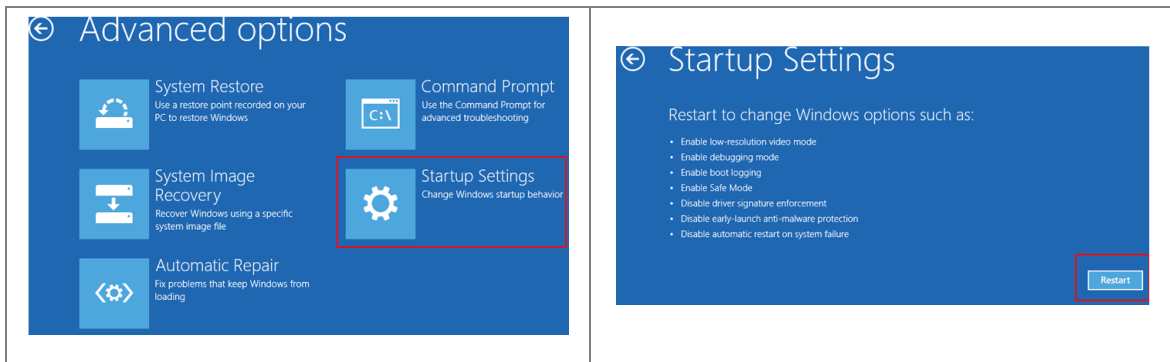 Advanced options
System Restore
Use a restore point recorded on your
PC to restore Windows
Command Prompt
Use the Command Prompt for
advanced troubleshooting
C:\
System Image
Recovery
Recover Windows using a specific
system image file
Startup Settings
Change Windows startup behavior
Automatic Repair
Fix problems that keep Windows from
loading
Startup Settings
Restart to change Windows options such as:
• Enable low-resolution video mode
• Enable debugging mode
• Enable boot logging
• Enable Safe Mode
• Disable driver signature enforcement
• Disable early-launch anti-malware protection
• Disable automatic restart on system failure
Restart